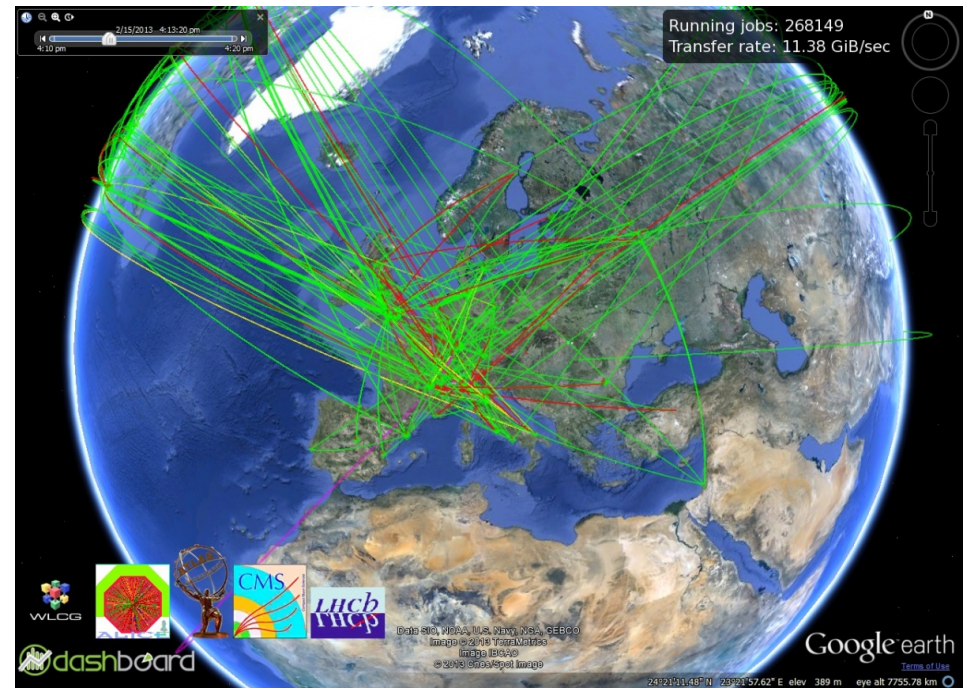 2/15/2013 4:13:20 pm
4:10 pm
4:20 pm
Running jobs: 268149
Transfer rate: 11.38 GiB/sec
N
WLCG
ALICE
CMS
LHCb
LHCb
dashboard
Data SIO, NOAA, U.S. Navy, NGA, GEBCO
Image © 2013 TerraMetrics
Image IBCAO
© 2013 Cnes/Spot Image
Google earth
Terms of Use
24°21'11.48" N 23°21'57.62" E elev 389 m eye alt 7755.78 km